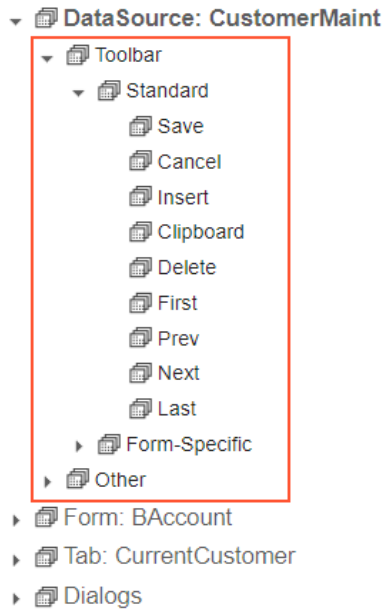 DataSource: CustomerMaint
Toolbar
Standard
Save
Cancel
Insert
Clipboard
Delete
First
Prev
Next
Last
Form-Specific
Other
Form: BAccount
Tab: CurrentCustomer
Dialogs